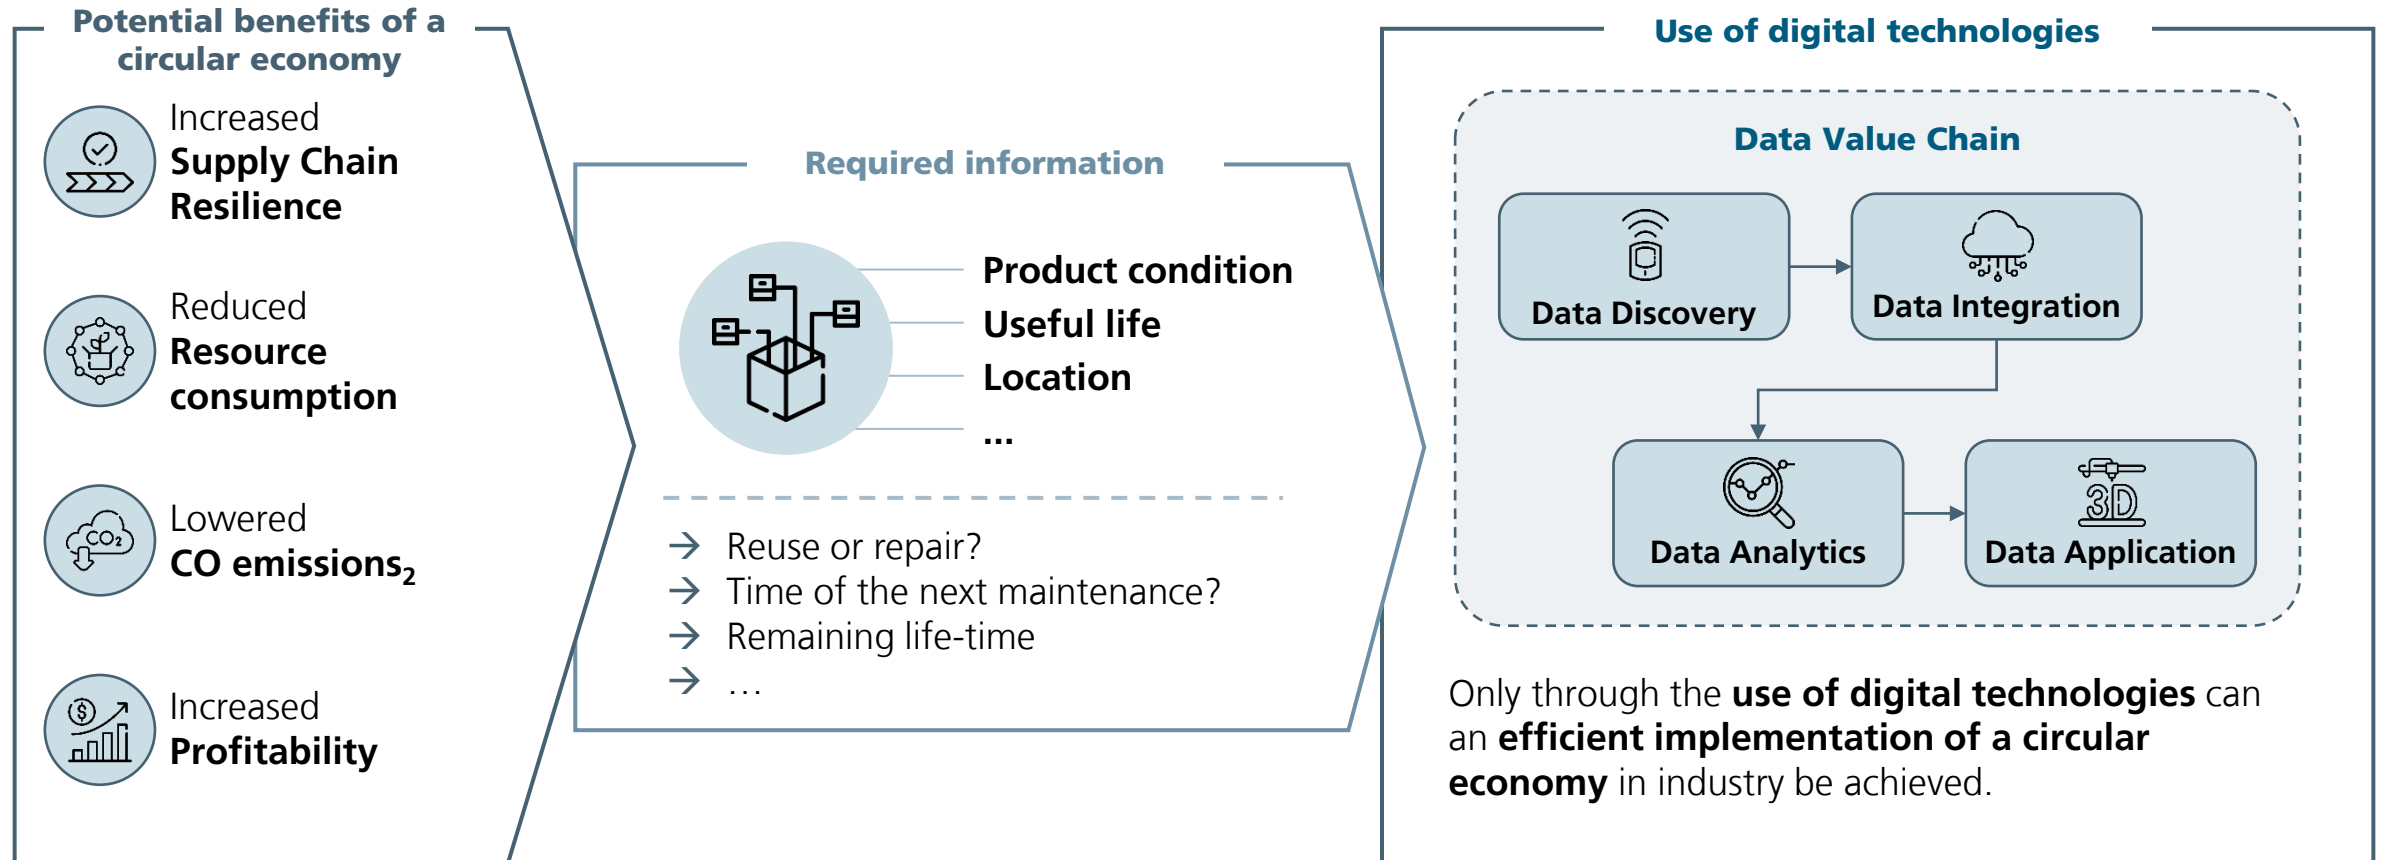 Potential benefits of a
circular economy
Increased
Supply Chain
Resilience
Reduced
Resource
consumption
CO₂
Lowered
CO emissions₂
$
Increased
Profitability
Required information
Product condition
Useful life
Location
...
→ Reuse or repair?
→ Time of the next maintenance?
→ Remaining life-time
→ …
Use of digital technologies
Data Value Chain
Data Discovery
Data Integration
Data Analytics
3D
Data Application
Only through the use of digital technologies can
an efficient implementation of a circular
economy in industry be achieved.